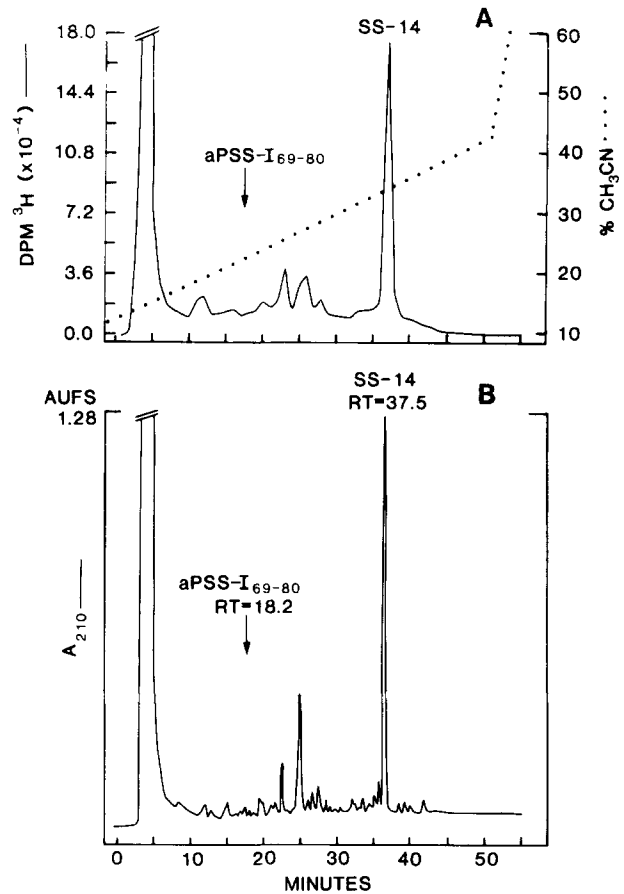 A
SS-14
18.0
14.4
10.8
7.2
3.6
0.0
DPM ³H (x10⁻⁴)
aPSS-I₆₉₋₈₀
60
50
40
30
20
10
% CH₃CN
B
SS-14
RT=37.5
AUFS
1.28
A₂₁₀
aPSS-I₆₉₋₈₀
RT=18.2
0 10 20 30 40 50
MINUTES